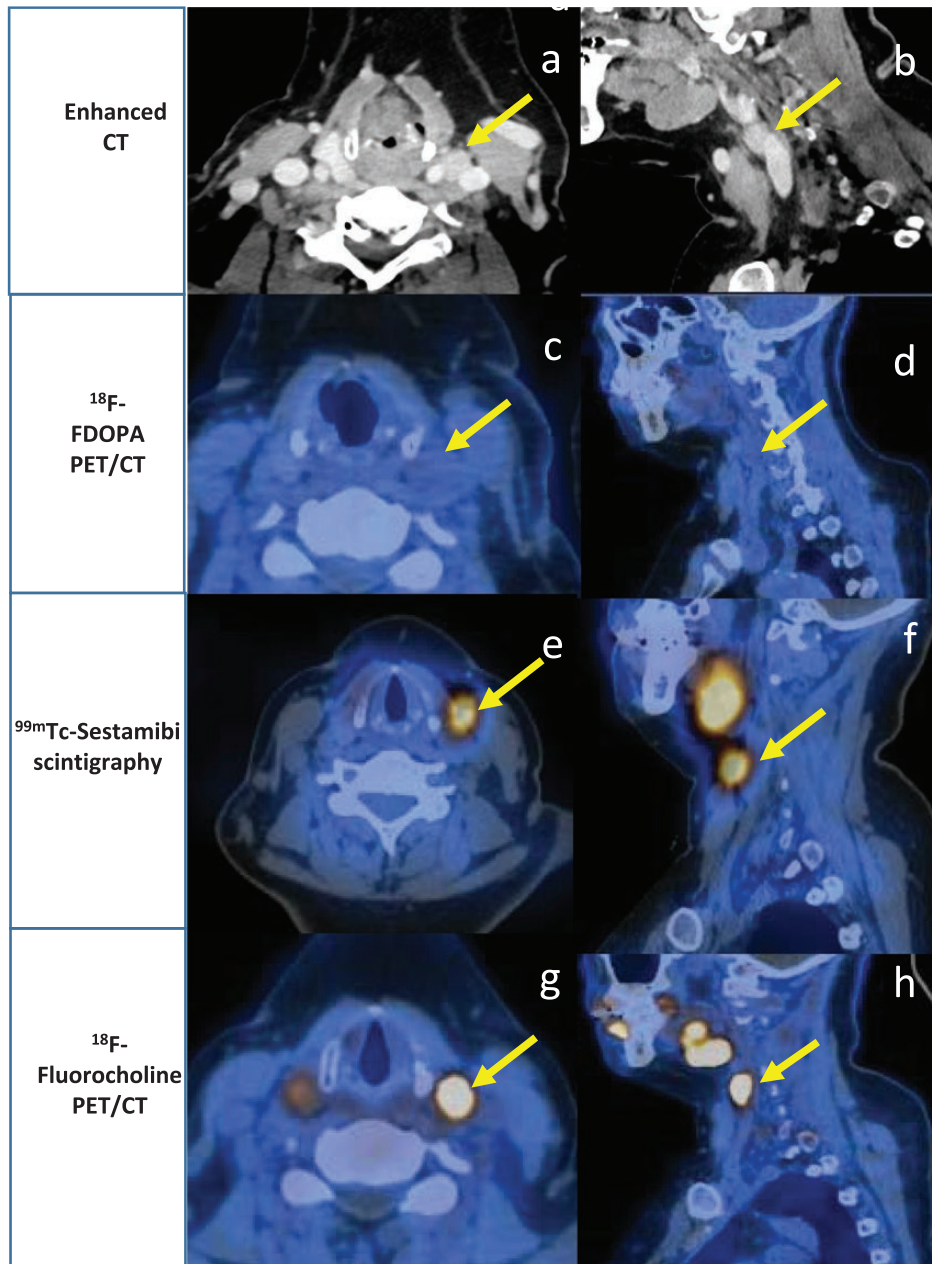 Enhanced
CT
a
b
¹⁸F-
FDOPA
PET/CT
c
d
⁹⁹ᵐTc-Sestamibi
scintigraphy
e
f
¹⁸F-
Fluorocholine
PET/CT
g
h